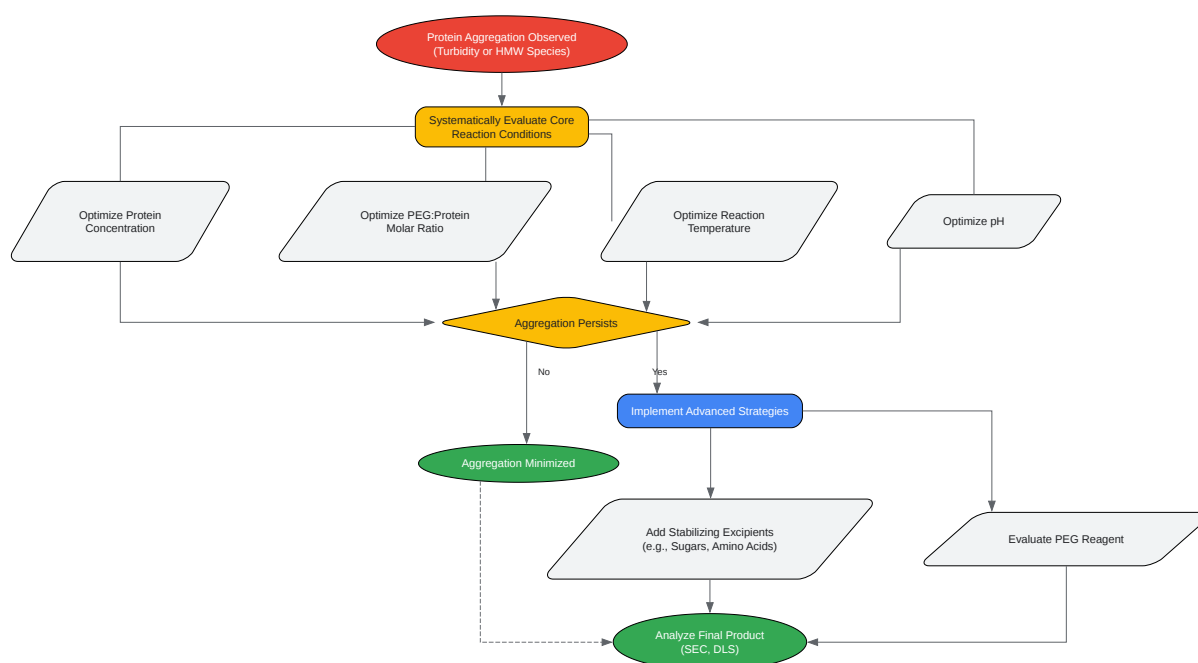 Protein Aggregation Observed
(Turbidity or HMW Species)
Systematically Evaluate Core
Reaction Conditions
Optimize Protein
Concentration
Optimize PEG:Protein
Molar Ratio
Optimize Reaction
Temperature
Optimize pH
Aggregation Persists
No
Yes
Implement Advanced Strategies
Aggregation Minimized
Add Stabilizing Excipients
(e.g., Sugars, Amino Acids)
Evaluate PEG Reagent
Analyze Final Product
(SEC, DLS)